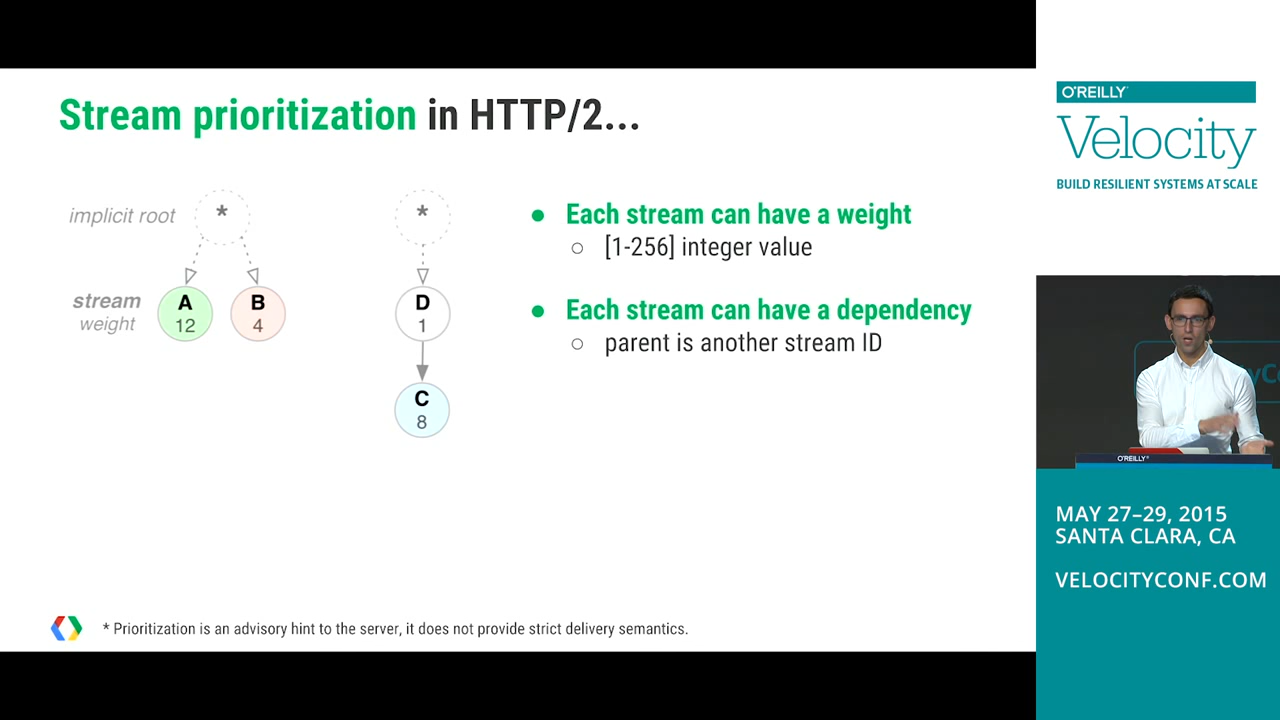 Stream prioritization in HTTP/2...
implicit root
*
*
stream
weight
A
12
B
4
D
1
C
8
● Each stream can have a weight
○ [1-256] integer value
● Each stream can have a dependency
○ parent is another stream ID
* Prioritization is an advisory hint to the server, it does not provide strict delivery semantics.
O'REILLY®
Velocity
BUILD RESILIENT SYSTEMS AT SCALE
yC
O'REILLY®
MAY 27–29, 2015
SANTA CLARA, CA
VELOCITYCONF.COM